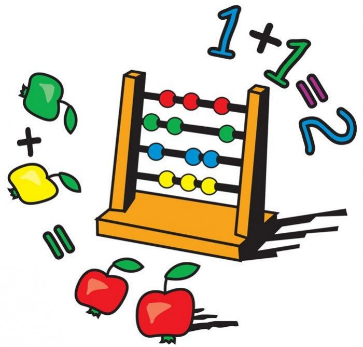 1+1=2
+
=